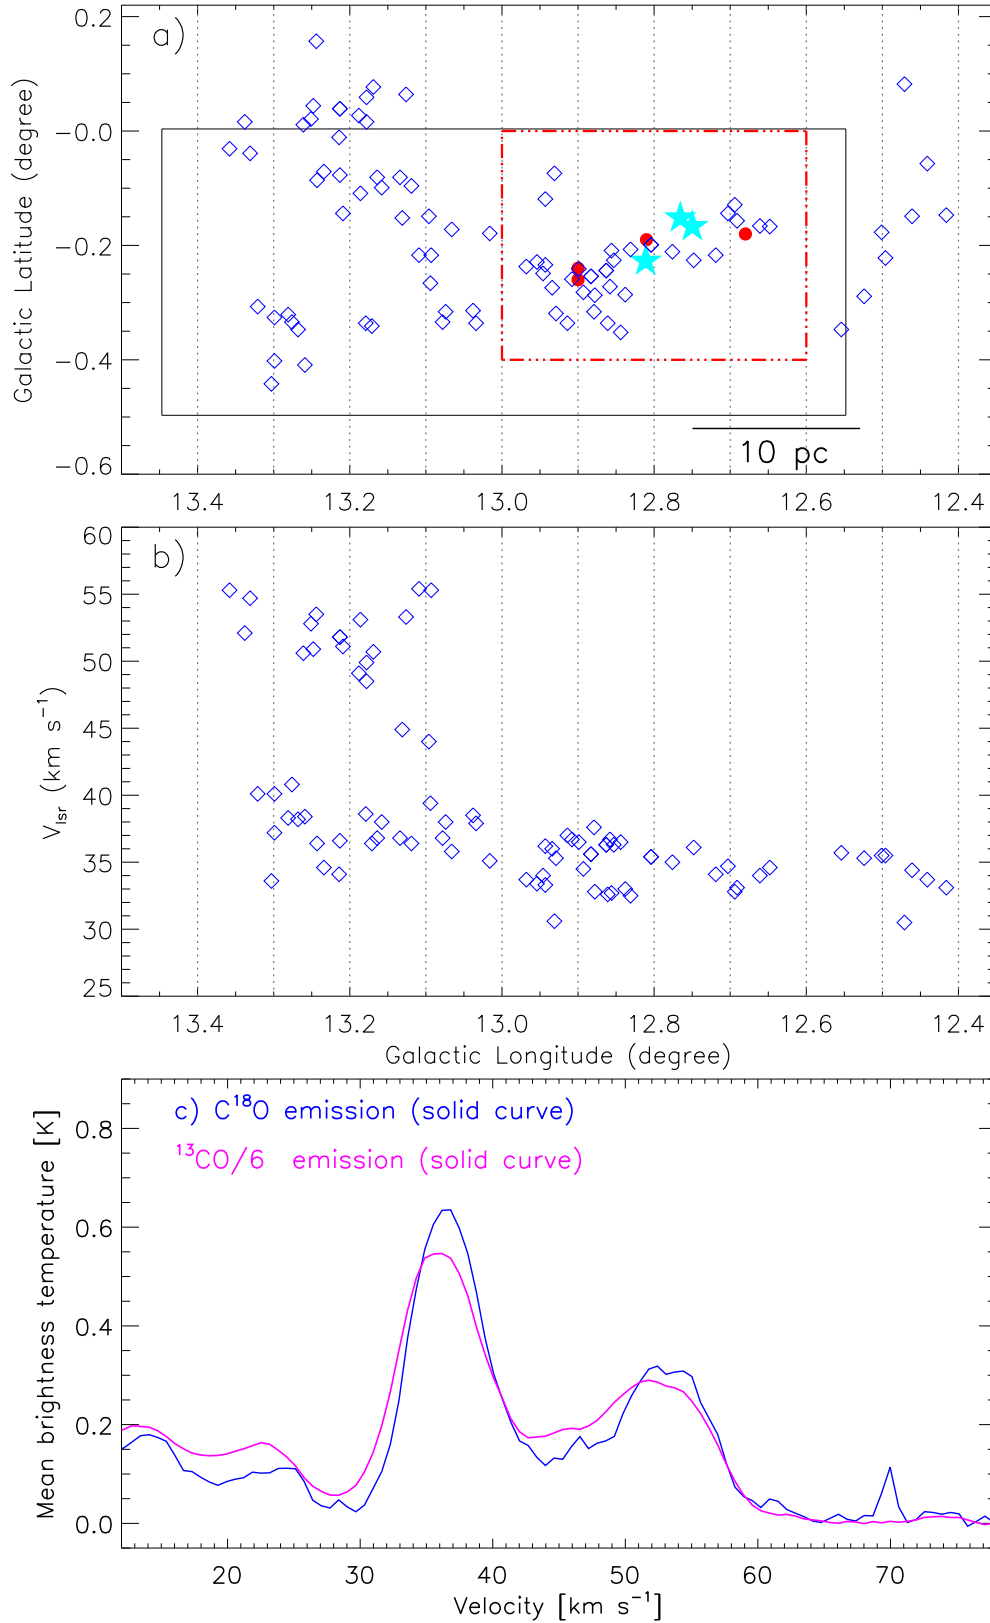 a)
0.2
−0.0
−0.2
−0.4
−0.6
Galactic Latitude (degree)
10 pc
13.4 13.2 13.0 12.8 12.6 12.4
b)
60
55
50
45
40
35
30
25
V_lsr (km s⁻¹)
13.4 13.2 13.0 12.8 12.6 12.4
Galactic Longitude (degree)
c) C¹⁸O emission (solid curve)
¹³CO/6 emission (solid curve)
0.8
0.6
0.4
0.2
0.0
Mean brightness temperature [K]
20 30 40 50 60 70
Velocity [km s⁻¹]